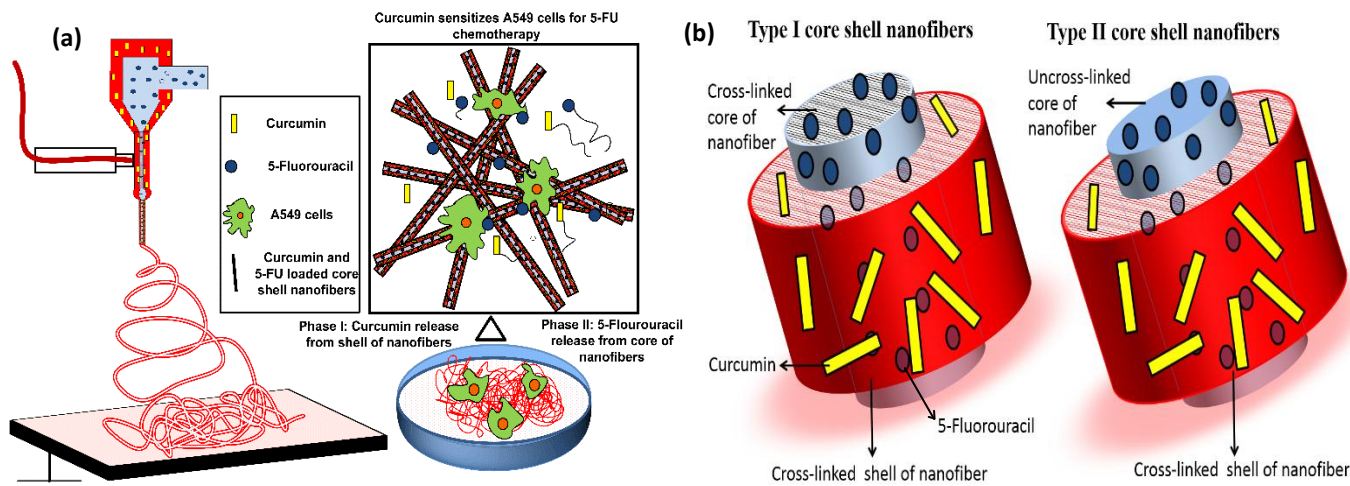 (a)
Curcumin sensitizes A549 cells for 5-FU
chemotherapy
Curcumin
5-Fluorouracil
A549 cells
Curcumin and
5-FU loaded core
shell nanofibers
Phase I: Curcumin release
from shell of nanofibers
Phase II: 5-Flourouracil
release from core of
nanofibers
(b)
Type I core shell nanofibers
Type II core shell nanofibers
Cross-linked
core of
nanofiber
Uncross-linked
core of
nanofiber
Curcumin
5-Fluorouracil
Cross-linked shell of nanofiber
Cross-linked shell of nanofiber